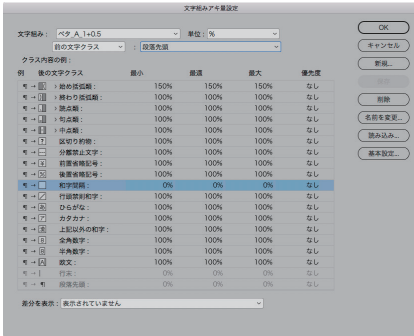 文字組みアキ量設定
文字組み： ペタ_A_1+0.5 単位： %
前の文字クラス ： 段落先頭
クラス内容の例：
例 後の文字クラス 最小 最適 最大 優先度
¶ → 始め括弧類： 150% 150% 150% なし
¶ → 終わり括弧類： 100% 100% 100% なし
¶ → 読点類： 100% 100% 100% なし
¶ → 句点類： 100% 100% 100% なし
¶ → 中点類： 100% 100% 100% なし
¶ → ? 区切り約物： 100% 100% 100% なし
¶ → 分離禁止文字： 100% 100% 100% なし
¶ → ¥ 前置省略記号： 100% 100% 100% なし
¶ → % 後置省略記号： 100% 100% 100% なし
¶ → 和字間隔： 0% 0% 0% なし
¶ → 行頭禁則和字： 100% 100% 100% なし
¶ → あ ひらがな： 100% 100% 100% なし
¶ → ア カタカナ： 100% 100% 100% なし
¶ → 上記以外の和字： 100% 100% 100% なし
¶ → 全角数字： 100% 100% 100% なし
¶ → 半角数字： 100% 100% 100% なし
¶ → 欧文： 100% 100% 100% なし
¶ → 行末： 0% 0% 0% なし
¶ → ¶ 段落先頭： 0% 0% 0% なし
差分を表示： 表示されていません
OK
キャンセル
新規...
削除
名前を変更...
読み込み...
基本設定...